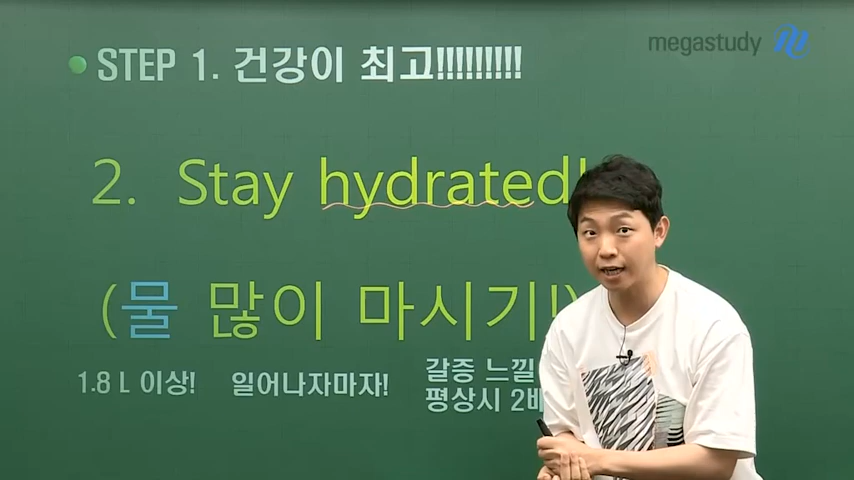 megastudy
STEP 1. 건강이 최고!!!!!!!!!
2. Stay hydrated!
(물 많이 마시기!)
1.8 L 이상! 일어나자마자! 갈증 느낄
평상시 2배